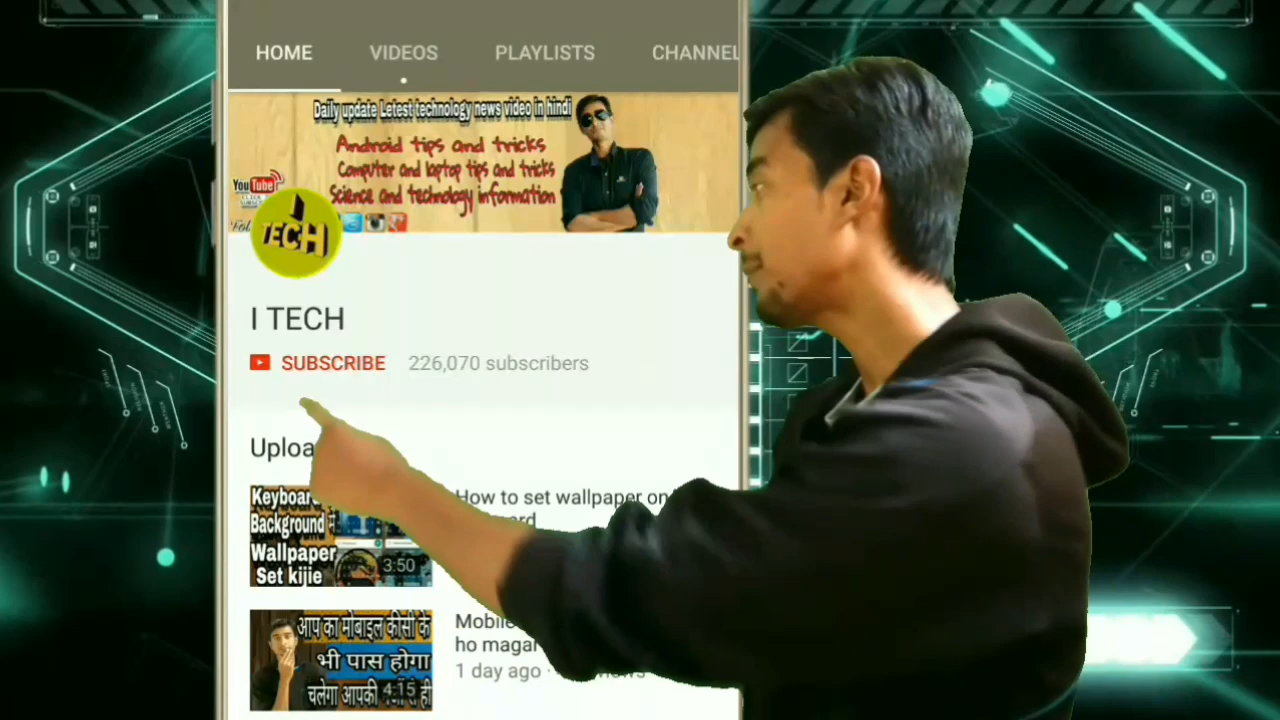 HOME VIDEOS PLAYLISTS CHANNEL
Daily update Letest technology news video in hindi
Android tips and tricks
Computer and laptop tips and tricks
Science and technology information
YouTube
I
TECH
I TECH
SUBSCRIBE 226,070 subscribers
Uploa
How to set wallpaper on
Keyboard
Background में
Wallpaper
Set kijie
3:50
Mobile
ho magar
1 day ago ·
आप का मोबाइल कीसी के
भी पास होगा
चलेगा आपकी मर्जी से ही
4:15